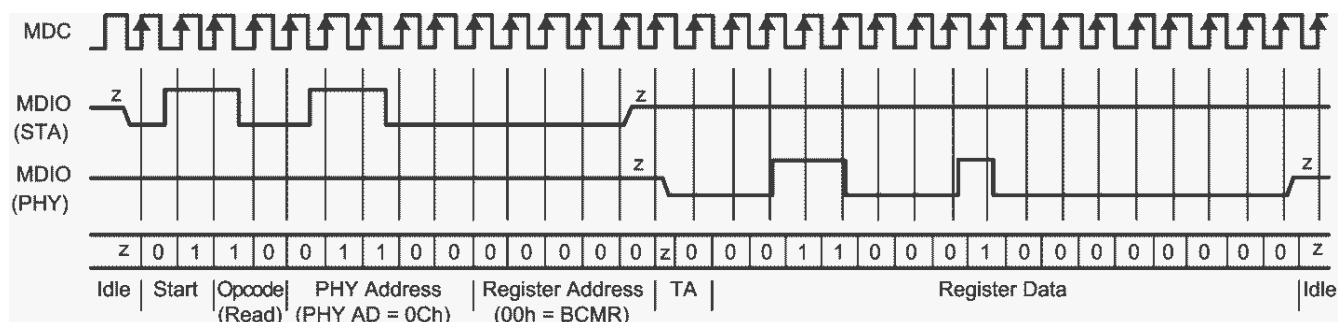 MDC
z z
MDIO
(STA)
z z
MDIO
(PHY)
z 0 1 1 0 0 1 1 0 0 0 0 0 0 0 z 0 0 0 1 1 0 0 0 1 0 0 0 0 0 0 0 0 z
Idle Start Opcode PHY Address Register Address TA Register Data Idle
(Read) (PHY AD = 0Ch) (00h = BCMR)